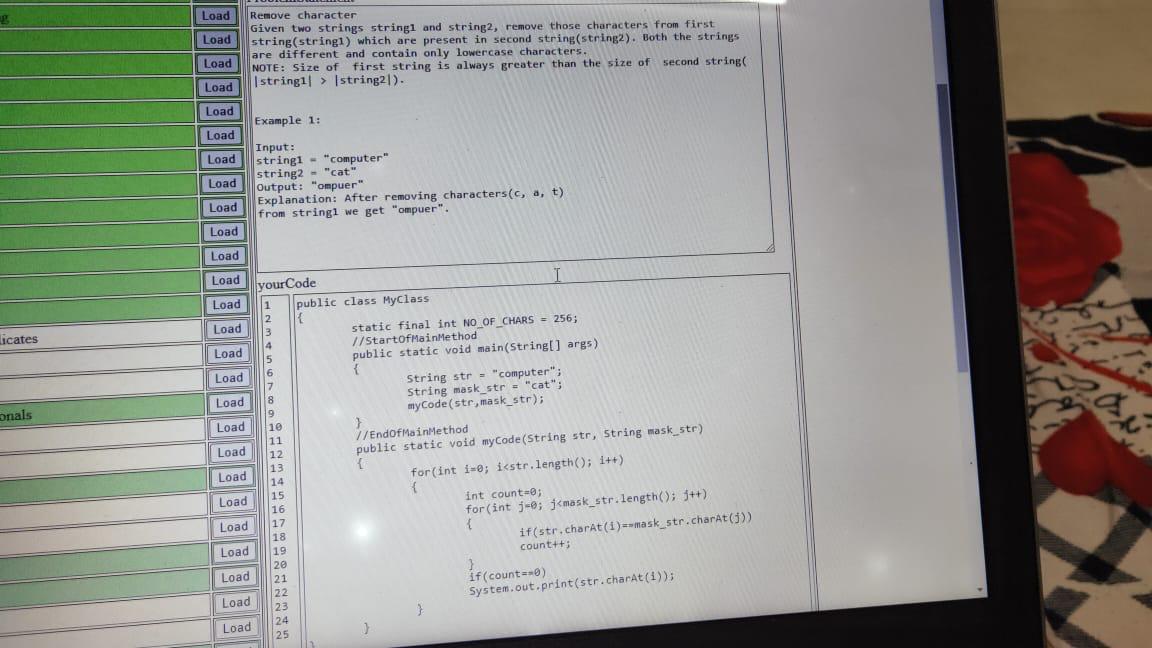 Load
Load
Load
Load
Load
Load
Load
Load
Load
Load
Load
Load
Load
licates Load
Load
Load
onals Load
Load
Load
Load
Load
Load
Load
Load
Load
Load
Remove character
Given two strings string1 and string2, remove those characters from first
string(string1) which are present in second string(string2). Both the strings
are different and contain only lowercase characters.
NOTE: Size of first string is always greater than the size of second string(
|string1| > |string2|).
Example 1:
Input:
string1 = "computer"
string2 = "cat"
Output: "ompuer"
Explanation: After removing characters(c, a, t)
from string1 we get "ompuer".
yourCode
1 public class MyClass
2 {
3 static final int NO_OF_CHARS = 256;
4 //StartOfMainMethod
5 public static void main(String[] args)
6 {
7 String str = "computer";
8 String mask_str = "cat";
9 myCode(str,mask_str);
10 }
11 //EndOfMainMethod
12 public static void myCode(String str, String mask_str)
13 {
14 for(int i=0; i<str.length(); i++)
15 {
16 int count=0;
17 for(int j=0; j<mask_str.length(); j++)
18 {
19 if(str.charAt(i)==mask_str.charAt(j))
20 count++;
21 }
22 if(count==0)
23 System.out.print(str.charAt(i));
24 }
25 }
}